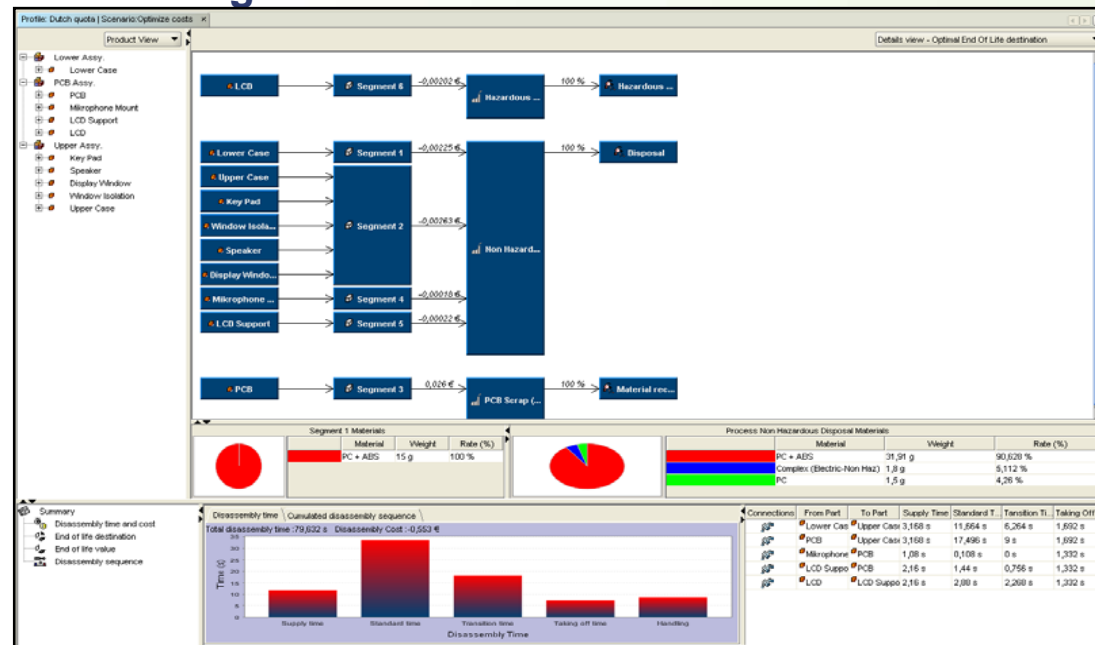 Profile: Dutch quota | Scenario:Optimize costs ×
Product View
Details view - Optimal End Of Life destination
Lower Assy.
Lower Case
PCB Assy.
PCB
Mikrophone Mount
LCD Support
LCD
Upper Assy.
Key Pad
Speaker
Display Window
Window Isolation
Upper Case
LCD Segment 6 -0,00202 € Hazardous ... 100 % Hazardous ...
Lower Case Segment 1 -0,00225 € 100 % Disposal
Upper Case
Key Pad
Window Isola... Segment 2 -0,00263 €
Speaker Non Hazard...
Display Windo...
Mikrophone ... Segment 4 -0,00018 €
LCD Support Segment 5 -0,00022 €
PCB Segment 3 0,026 € PCB Scrap (... 100 % Material rec...
Segment 1 Materials
Material Weight Rate (%)
PC + ABS 15 g 100 %
Process Non Hazardous Disposal Materials
Material Weight Rate (%)
PC + ABS 31,91 g 90,628 %
Complex (Electric-Non Haz) 1,8 g 5,112 %
PC 1,5 g 4,26 %
Summary
Disassembly time and cost
End of life destination
End of life value
Disassembly sequence
Disassembly time Cumulated disassembly sequence
Total disassembly time :79,632 s Disassembly Cost :-0,553 €
Time (s)
35
30
25
20
15
10
5
0
Supply time Standard time Transition time Taking off time Handling
Disassembly Time
Connections From Part To Part Supply Time Standard T... Tansition Ti... Taking Off
Lower Cas Upper Case 3,168 s 11,664 s 6,264 s 1,692 s
PCB Upper Case 3,168 s 17,496 s 9 s 1,692 s
Mikrophone PCB 1,08 s 0,108 s 0 s 1,332 s
LCD Suppo PCB 2,16 s 1,44 s 0,756 s 1,332 s
LCD LCD Suppo 2,16 s 2,88 s 2,268 s 1,332 s